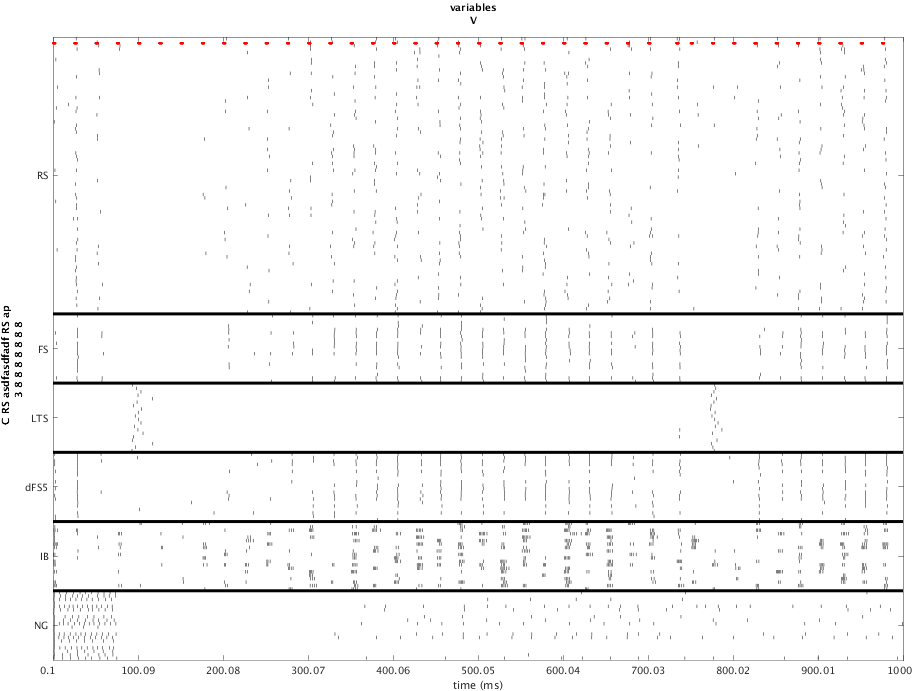 variables
V
RS
FS
LTS
dFS5
IB
NG
C RS asdfasdfadf RS ap
3 8 8 8 8 8 8 8
0.1 100.09 200.08 300.07 400.06 500.05 600.04 700.03 800.02 900.01 1000
time (ms)